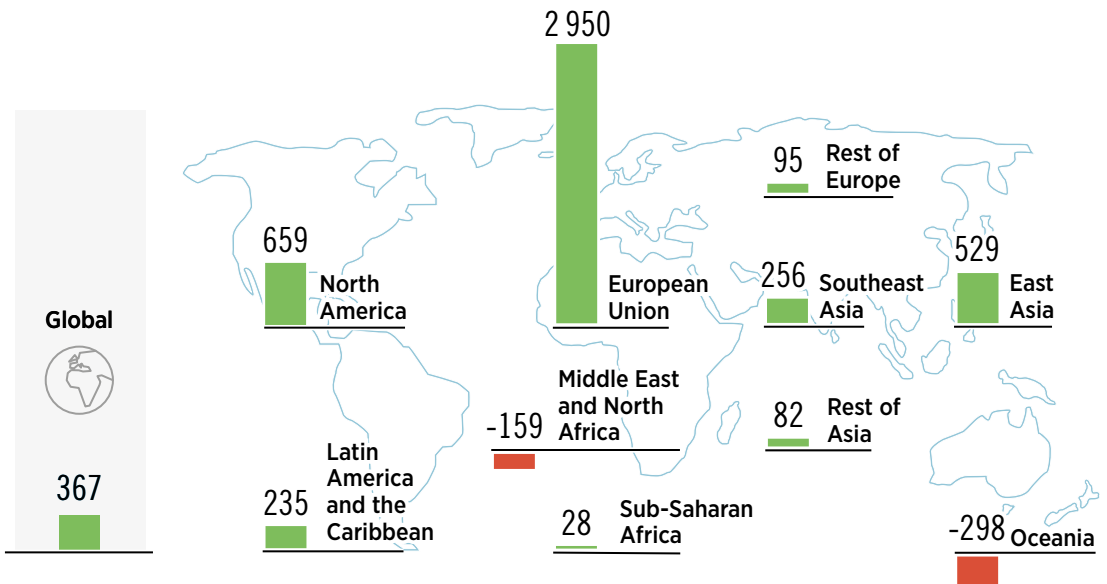 2 950
95
Rest of
Europe
659
North
America
European
Union
256
Southeast
Asia
529
East
Asia
Global
367
-159
Middle East
and North
Africa
82
Rest of
Asia
235
Latin
America
and the
Caribbean
28
Sub-Saharan
Africa
-298
Oceania